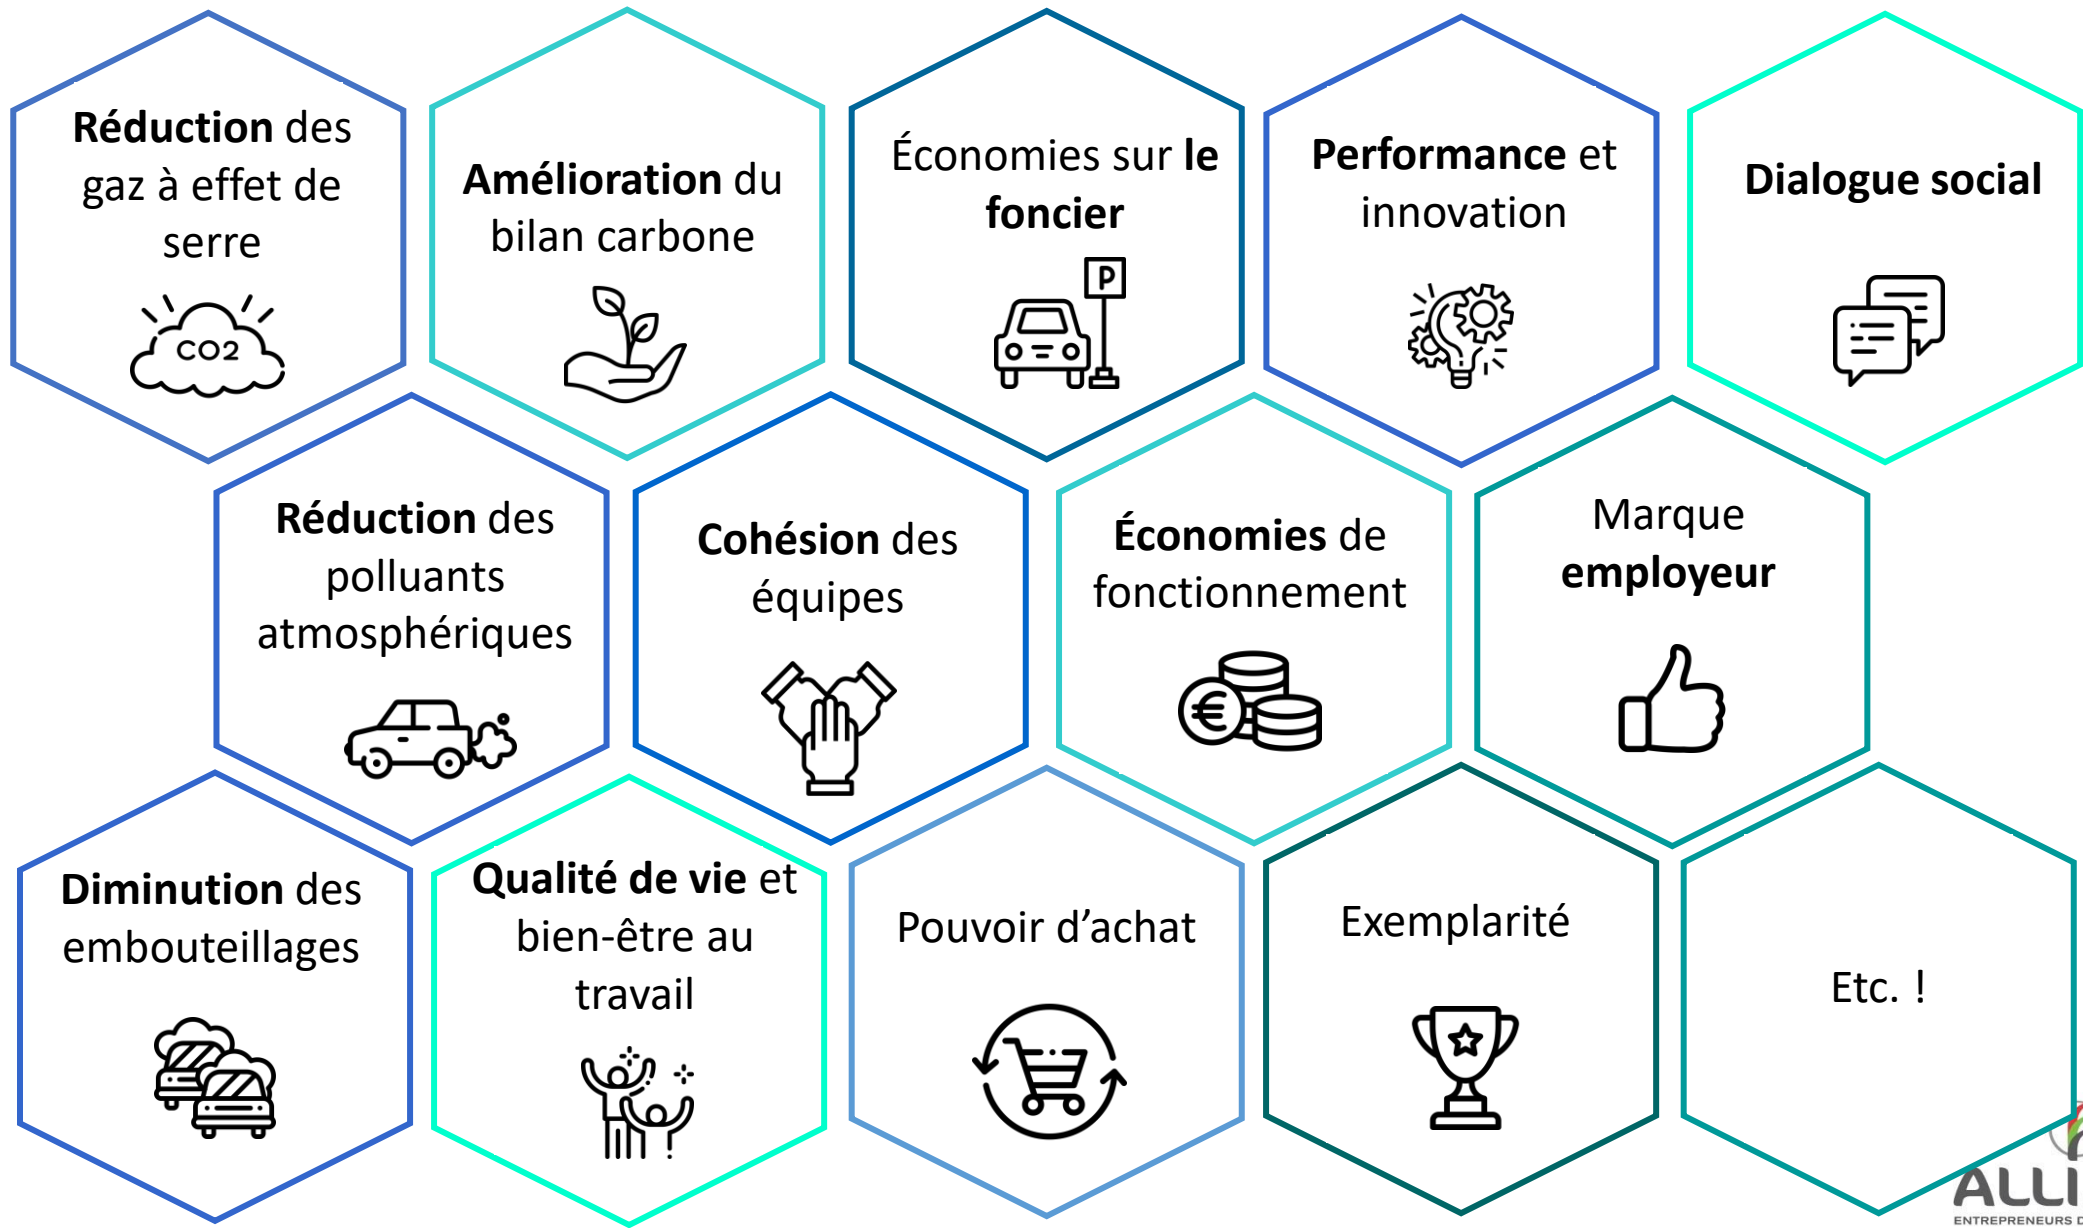 Réduction des
gaz à effet de
serre
CO2
Amélioration du
bilan carbone
Économies sur le
foncier
P
Performance et
innovation
Dialogue social
Réduction des
polluants
atmosphériques
Cohésion des
équipes
Économies de
fonctionnement
€
Marque
employeur
Diminution des
embouteillages
Qualité de vie et
bien-être au
travail
Pouvoir d’achat
Exemplarité
Etc. !
ALLI
ENTREPRENEURS D